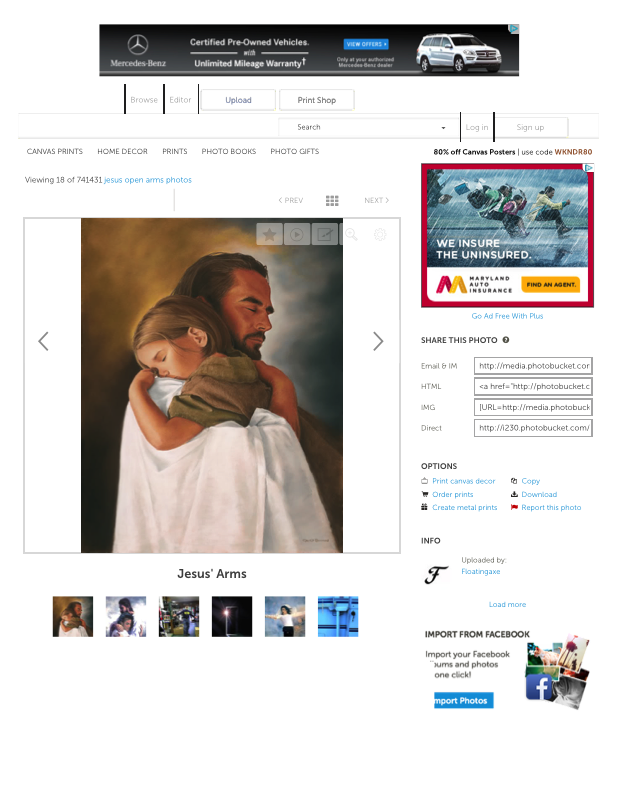 Mercedes-Benz
Certified Pre-Owned Vehicles.
with
Unlimited Mileage Warranty†
VIEW OFFERS
Only at your authorized
Mercedes-Benz dealer
Browse
Editor
Upload
Print Shop
Search
Log in
Sign up
CANVAS PRINTS
HOME DECOR
PRINTS
PHOTO BOOKS
PHOTO GIFTS
80% off Canvas Posters | use code WKNDR80
Viewing 18 of 741431 jesus open arms photos
PREV
NEXT
Jesus' Arms
WE INSURE
THE UNINSURED.
MARYLAND
AUTO
INSURANCE
FIND AN AGENT.
Go Ad Free With Plus
SHARE THIS PHOTO
Email & IM
http://media.photobucket.cor
HTML
<a href="http://photobucket.c
IMG
[URL=http://media.photobuck
Direct
http://i230.photobucket.com/
OPTIONS
Print canvas decor
Copy
Order prints
Download
Create metal prints
Report this photo
INFO
Uploaded by:
Floatingaxe
Load more
IMPORT FROM FACEBOOK
Import your Facebook
bums and photos
one click!
mport Photos